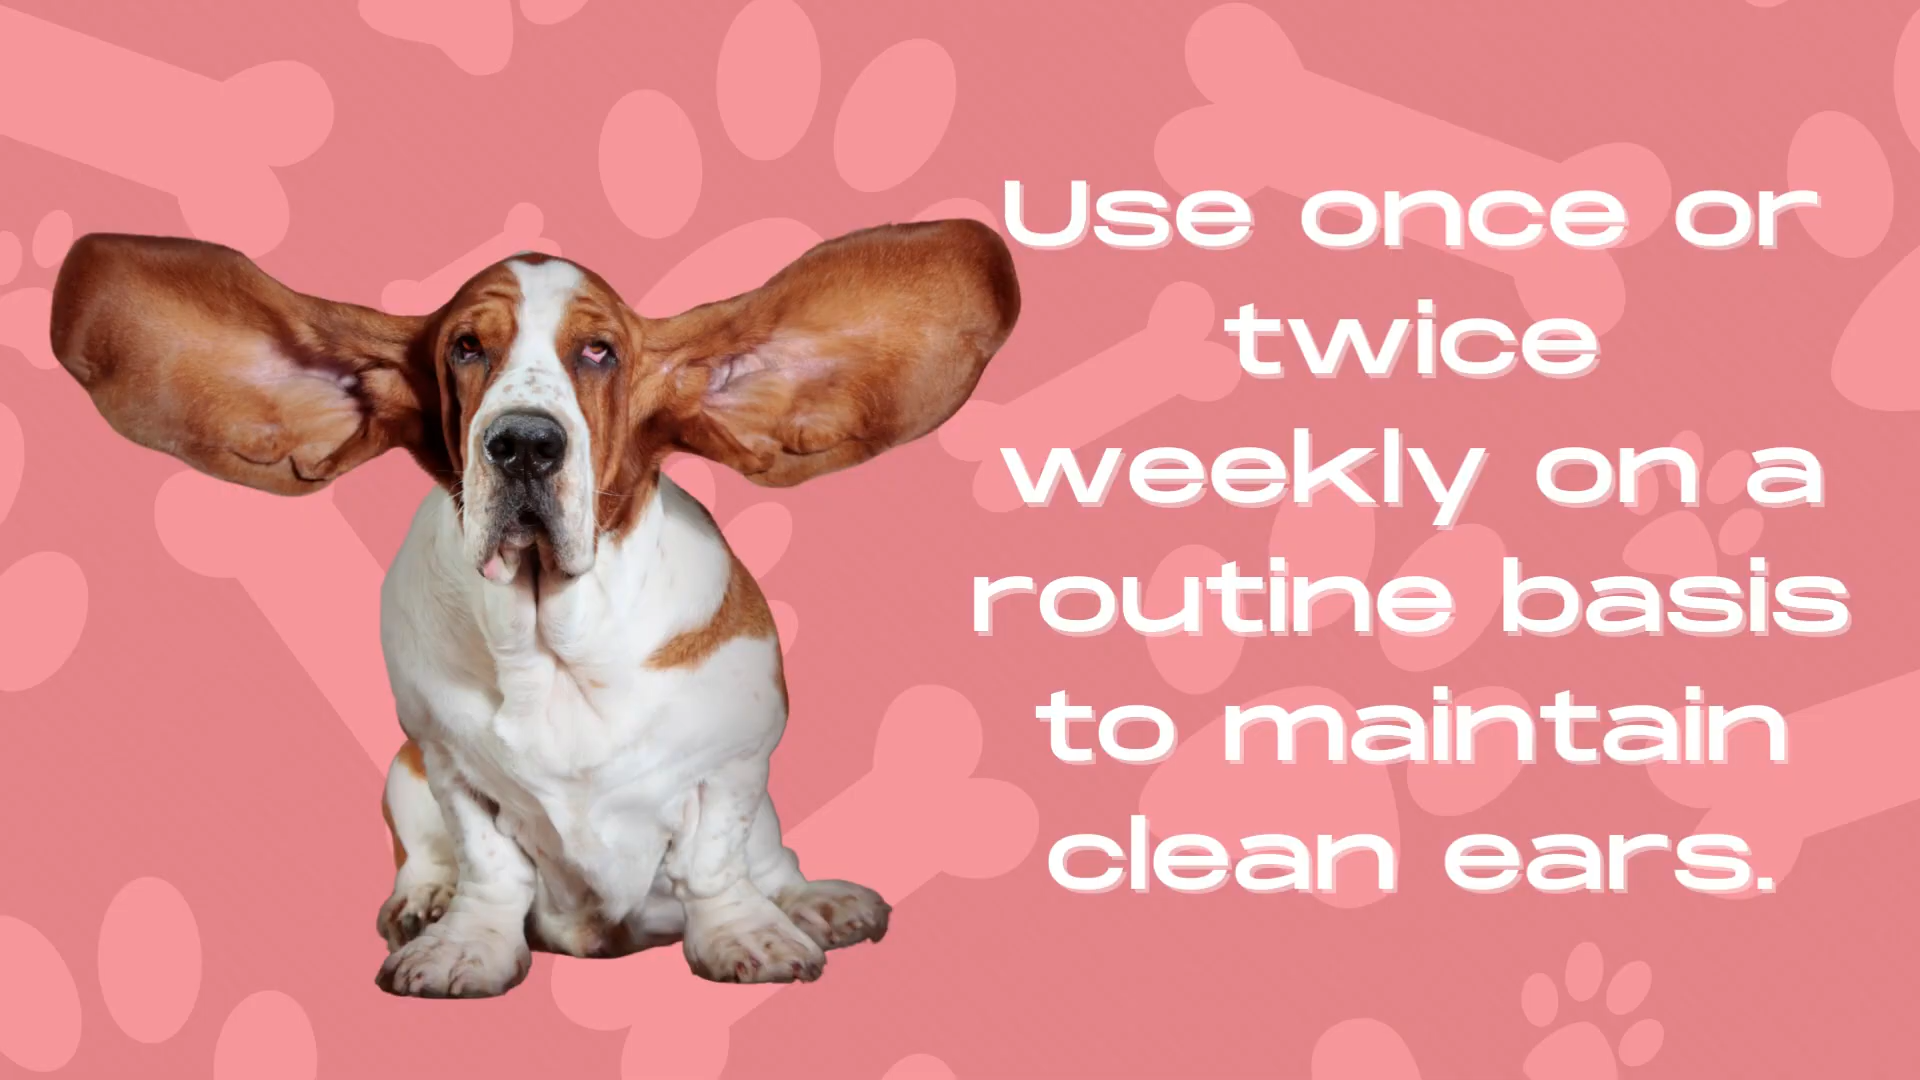 Use once or
twice
weekly on a
routine basis
to maintain
clean ears.